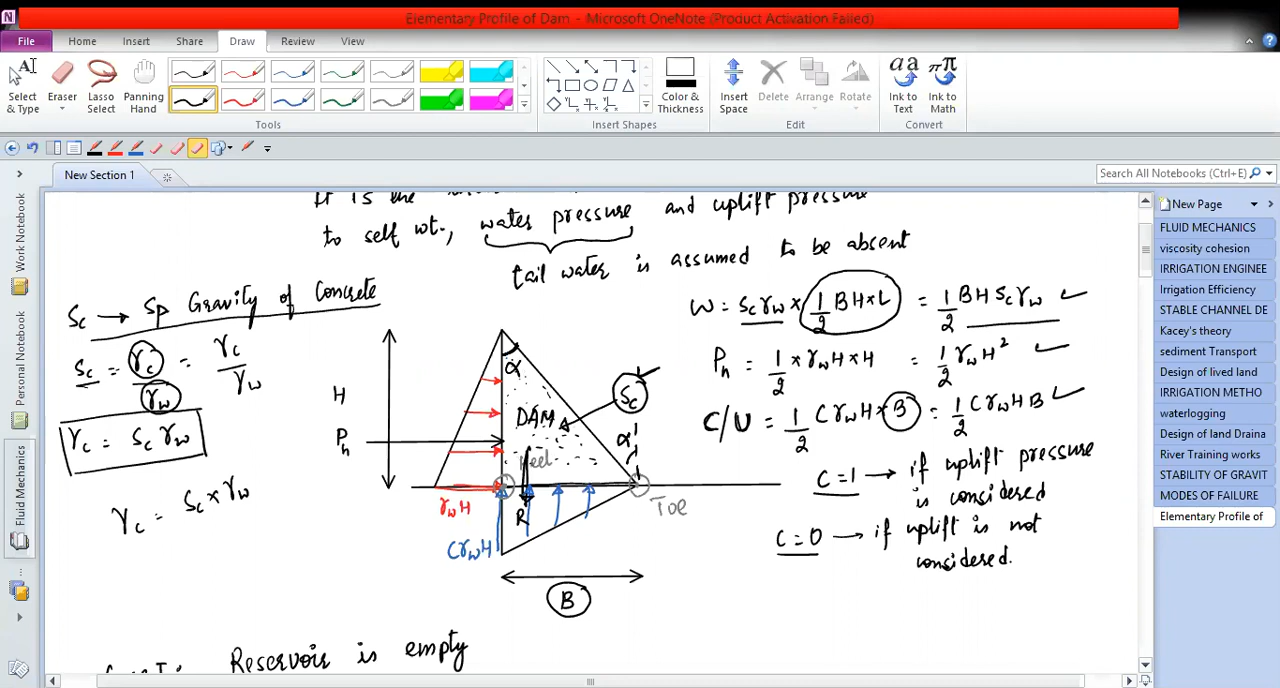 Elementary Profile of Dam - Microsoft OneNote (Product Activation Failed)
File Home Insert Share Draw Review View
Select & Type
Eraser
Lasso Select
Panning Hand
Color & Thickness
Insert Space
Delete
Arrange
Rotate
Ink to Text
Ink to Math
Tools
Insert Shapes
Edit
Convert
New Section 1
Search All Notebooks (Ctrl+E)
New Page
FLUID MECHANICS
viscosity cohesion
IRRIGATION ENGINEE
Irrigation Efficiency
STABLE CHANNEL DE
Kacey's theory
sediment Transport
Design of lived land
IRRIGATION METHO
waterlogging
Design of land Draina
River Training works
STABILITY OF GRAVIT
MODES OF FAILURE
Elementary Profile of
Work Notebook
Personal Notebook
Fluid Mechanics
It is the
to self wt., water pressure and uplift pressure
tail water is assumed to be absent
Sc → Sp Gravity of Concrete
Sc = γc/γw = γc/γw
γc = Sc γw
γc = Sc × γw
H
Ph
α
DAM
Sc
α
Heel
Toe
R
γwH
CγwH
B
W = Sc γw × 1/2 BH × L = 1/2 BH Sc γw ✓
Ph = 1/2 × γwH × H = 1/2 γw H² ✓
C/U = 1/2 C γwH × B = 1/2 C γw H B ✓
C=1 → if uplift pressure
is considered
C=0 → if uplift is not
considered.
Reservoir is empty